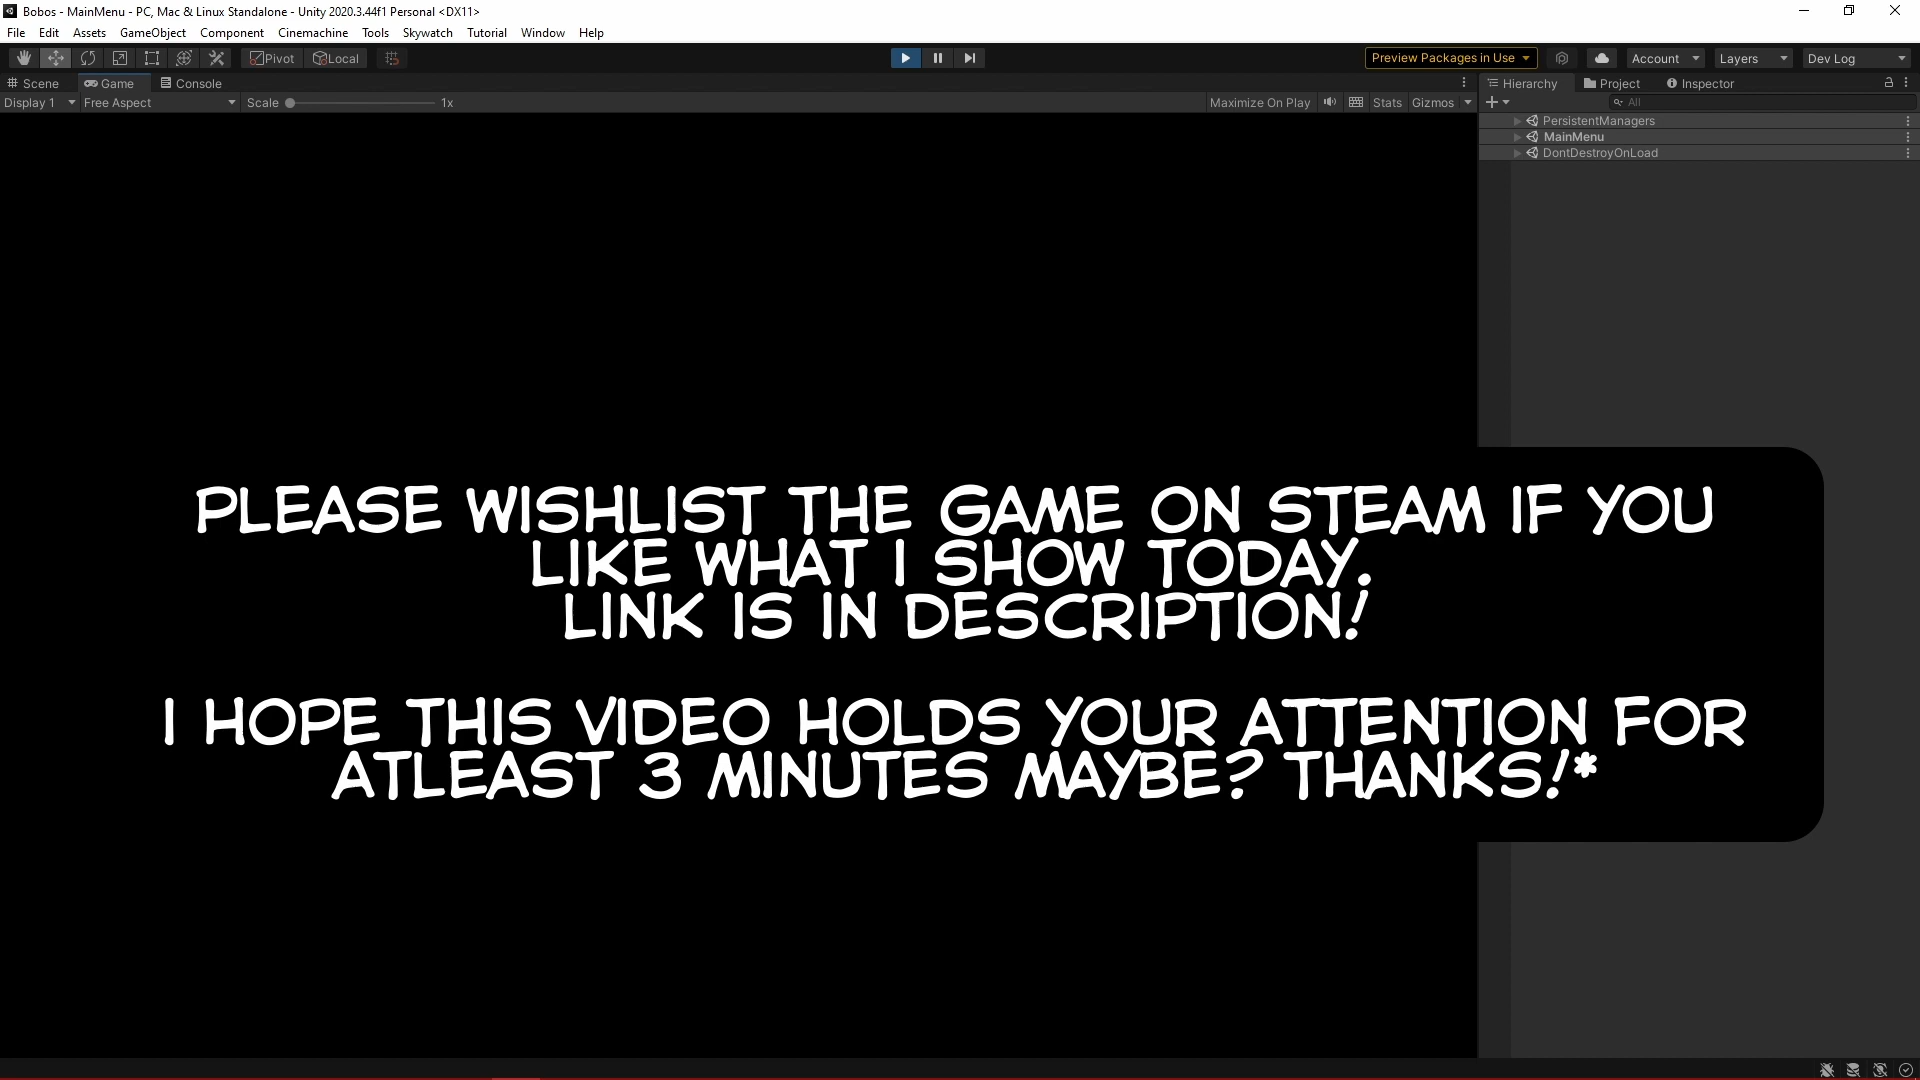 Bobos - MainMenu - PC, Mac & Linux Standalone - Unity 2020.3.44f1 Personal <DX11>
File Edit Assets GameObject Component Cinemachine Tools Skywatch Tutorial Window Help
Pivot Local Preview Packages in Use Account Layers Dev Log
Scene Game Console Hierarchy Project Inspector
Display 1 Free Aspect Scale 1x Maximize On Play Stats Gizmos All
PersistentManagers
MainMenu
DontDestroyOnLoad
PLEASE WISHLIST THE GAME ON STEAM IF YOU
LIKE WHAT I SHOW TODAY.
LINK IS IN DESCRIPTION!
I HOPE THIS VIDEO HOLDS YOUR ATTENTION FOR
ATLEAST 3 MINUTES MAYBE? THANKS!*